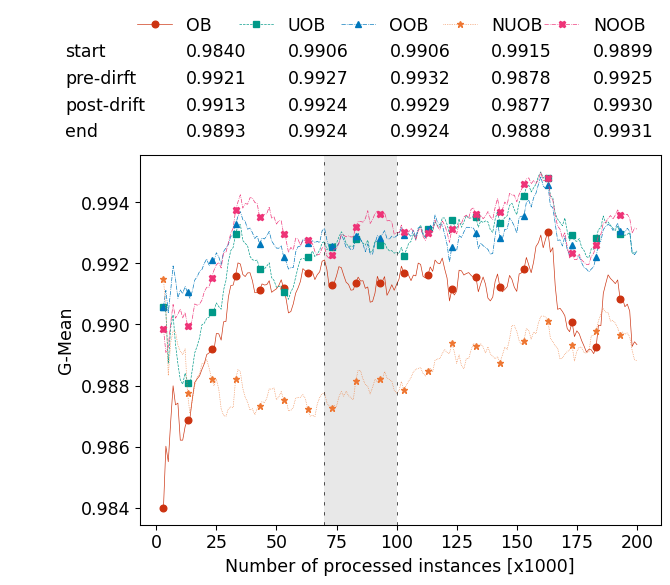 OB UOB OOB NUOB NOOB
start 0.9840 0.9906 0.9906 0.9915 0.9899
pre-dirft 0.9921 0.9927 0.9932 0.9878 0.9925
post-drift 0.9913 0.9924 0.9929 0.9877 0.9930
end 0.9893 0.9924 0.9924 0.9888 0.9931
0.994
0.992
0.990
0.988
0.986
0.984
G-Mean
0 25 50 75 100 125 150 175 200
Number of processed instances [x1000]